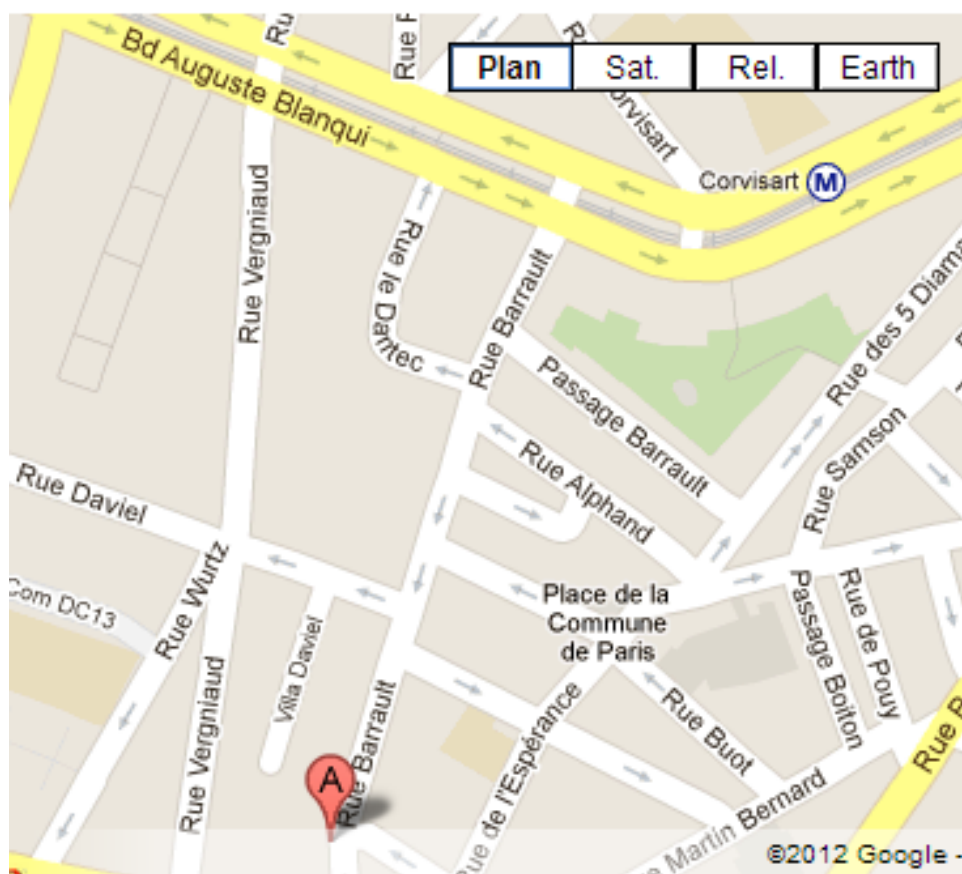 Bd Auguste Blanqui
Plan
Sat.
Rel.
Earth
Corvisart
Corvisart
M
Rue Vergniaud
Rue le Dantec
Rue Barrault
Rue des 5
Passage Barrault
Rue Samson
Rue Alphand
Rue Daviel
Rue Wurtz
Com DC13
Villa Daviel
Place de la
Commune
de Paris
Passage Boiton
Rue de Pouy
Rue Buot
Rue Vergniaud
Rue Barrault
Rue de l'Espérance
Martin Bernard
Rue
A
©2012 Google -